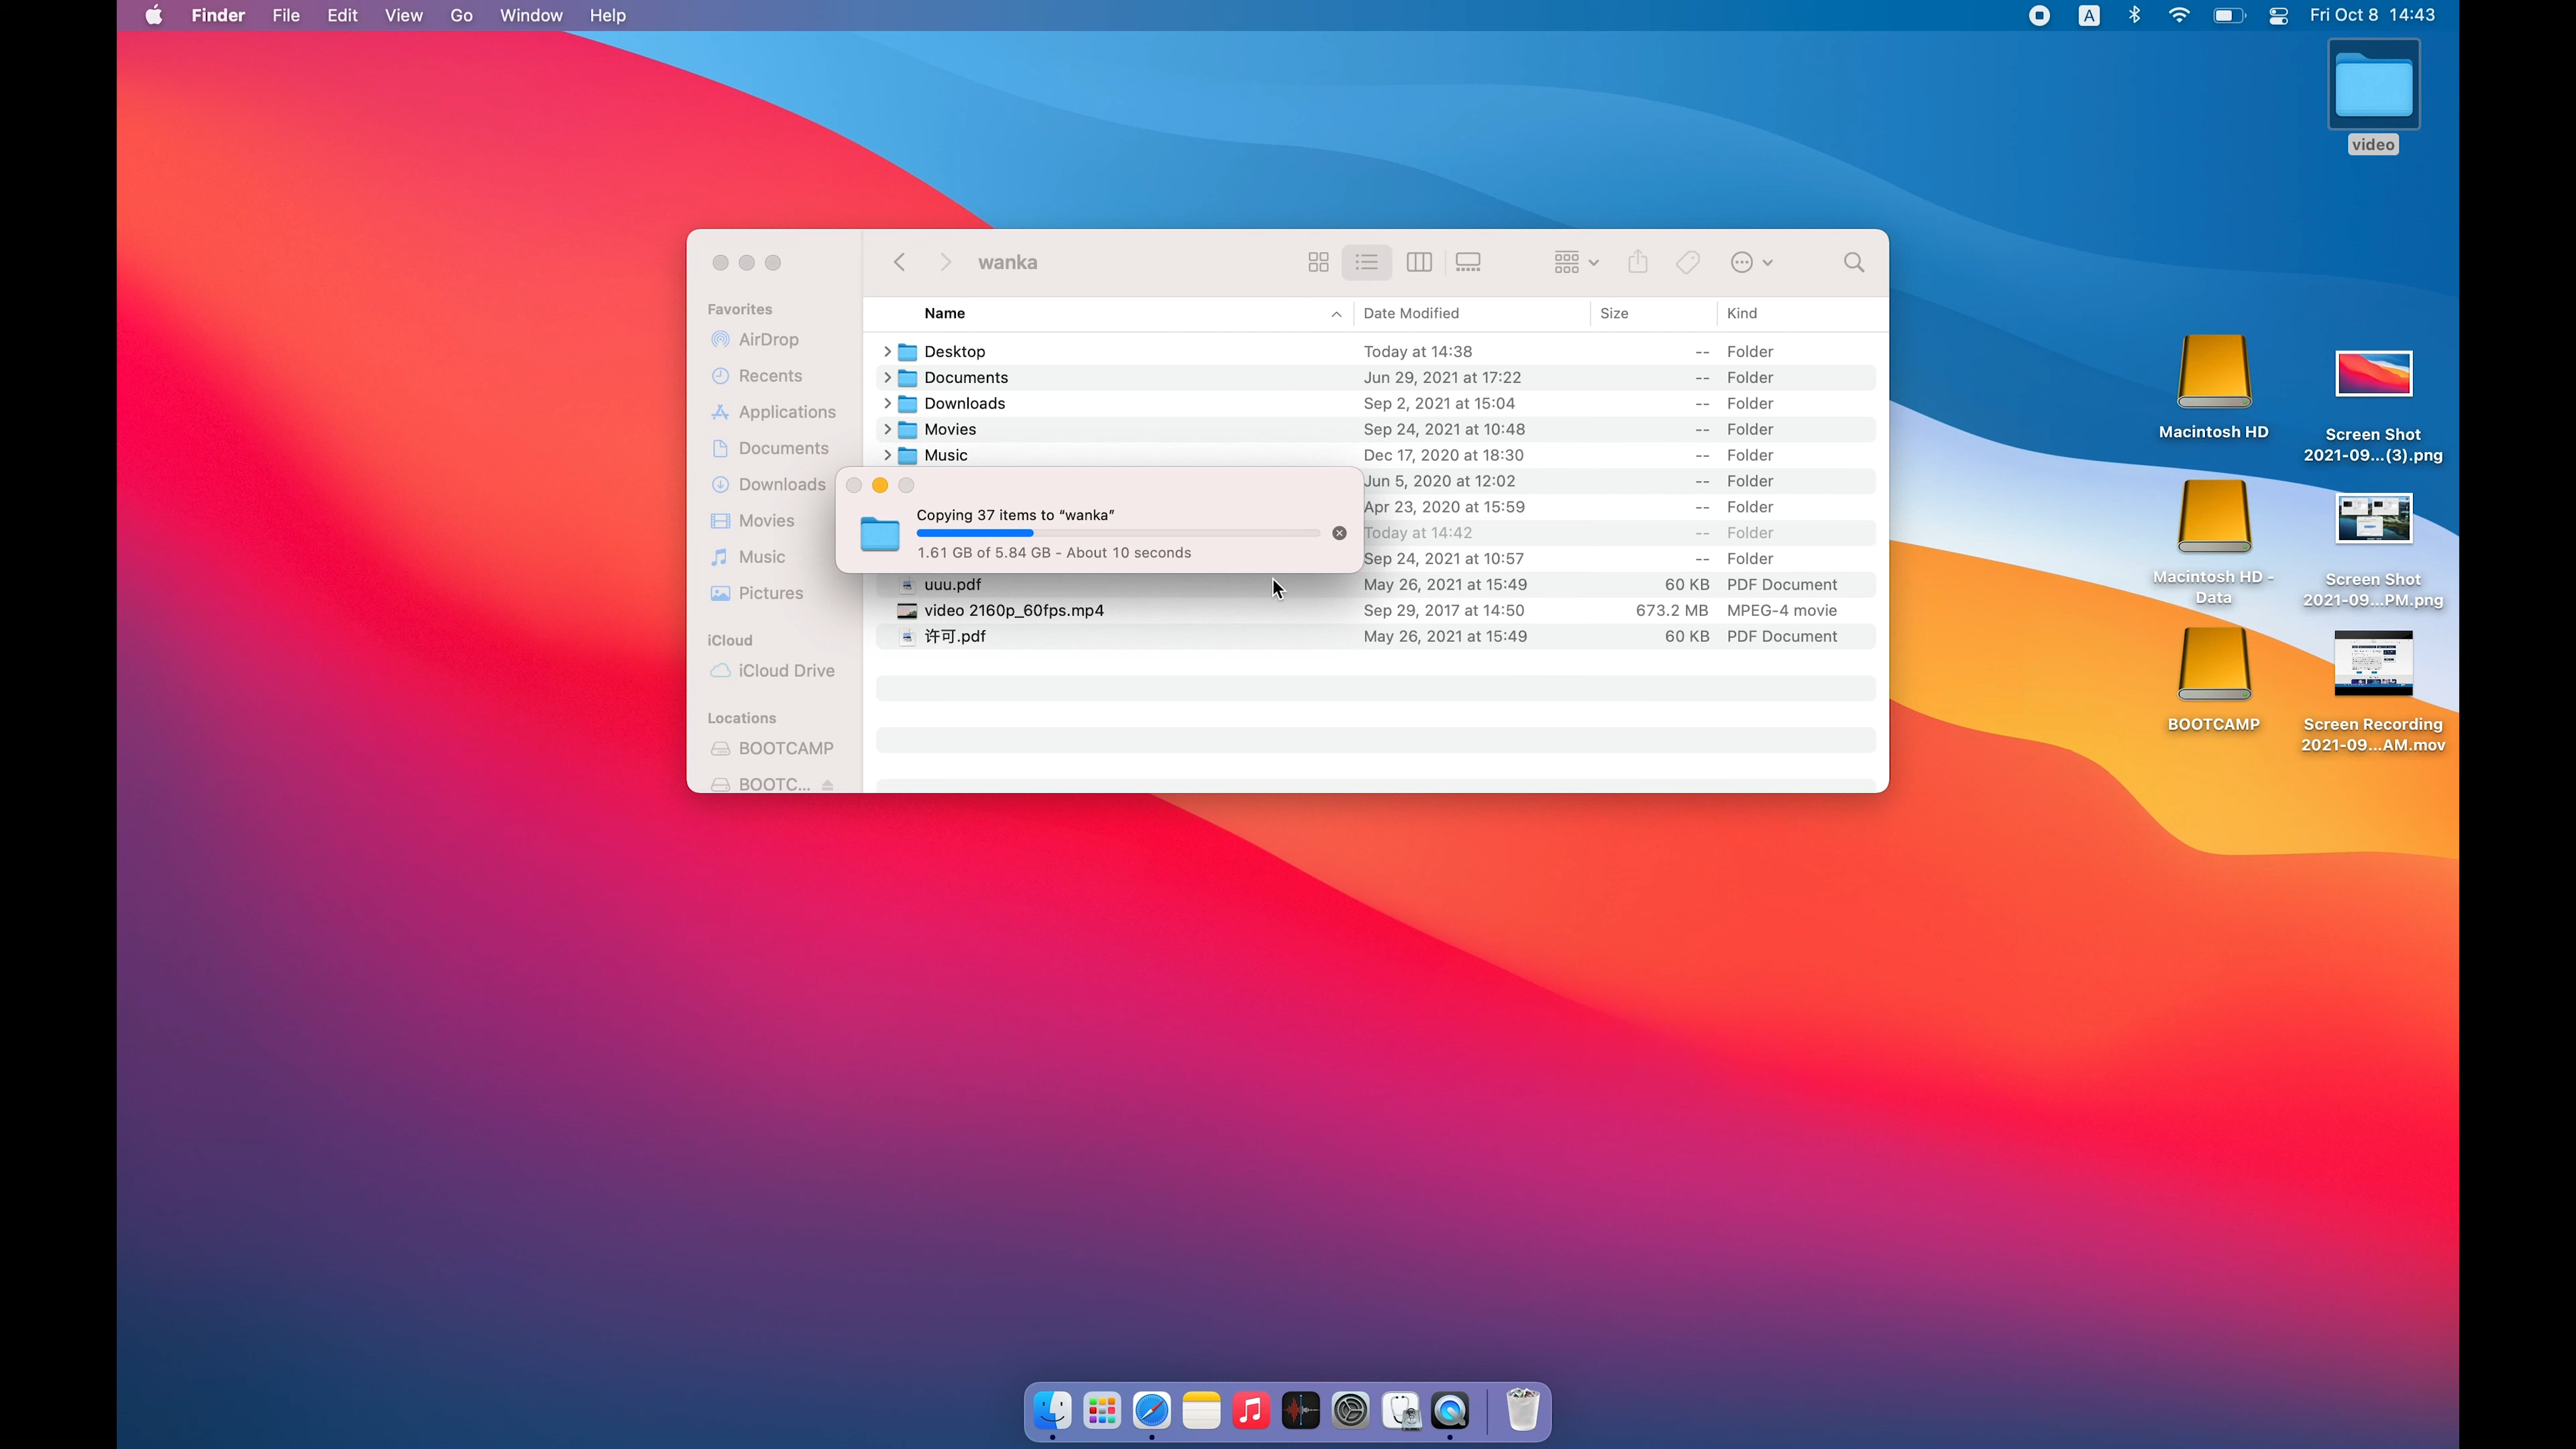 Finder File Edit View Go Window Help
A Fri Oct 8 14:43
video
wanka
Favorites
AirDrop
Recents
Applications
Documents
Downloads
Movies
Music
Pictures
iCloud
iCloud Drive
Locations
BOOTCAMP
BOOTC...
Name Date Modified Size Kind
Desktop Today at 14:38 -- Folder
Documents Jun 29, 2021 at 17:22 -- Folder
Downloads Sep 2, 2021 at 15:04 -- Folder
Movies Sep 24, 2021 at 10:48 -- Folder
Music Dec 17, 2020 at 18:30 -- Folder
Jun 5, 2020 at 12:02 -- Folder
Apr 23, 2020 at 15:59 -- Folder
Today at 14:42 -- Folder
Sep 24, 2021 at 10:57 -- Folder
uuu.pdf May 26, 2021 at 15:49 60 KB PDF Document
video 2160p_60fps.mp4 Sep 29, 2017 at 14:50 673.2 MB MPEG-4 movie
许可.pdf May 26, 2021 at 15:49 60 KB PDF Document
Copying 37 items to “wanka”
1.61 GB of 5.84 GB - About 10 seconds
Macintosh HD
Screen Shot
2021-09...(3).png
Macintosh HD -
Data
Screen Shot
2021-09...PM.png
BOOTCAMP
Screen Recording
2021-09...AM.mov